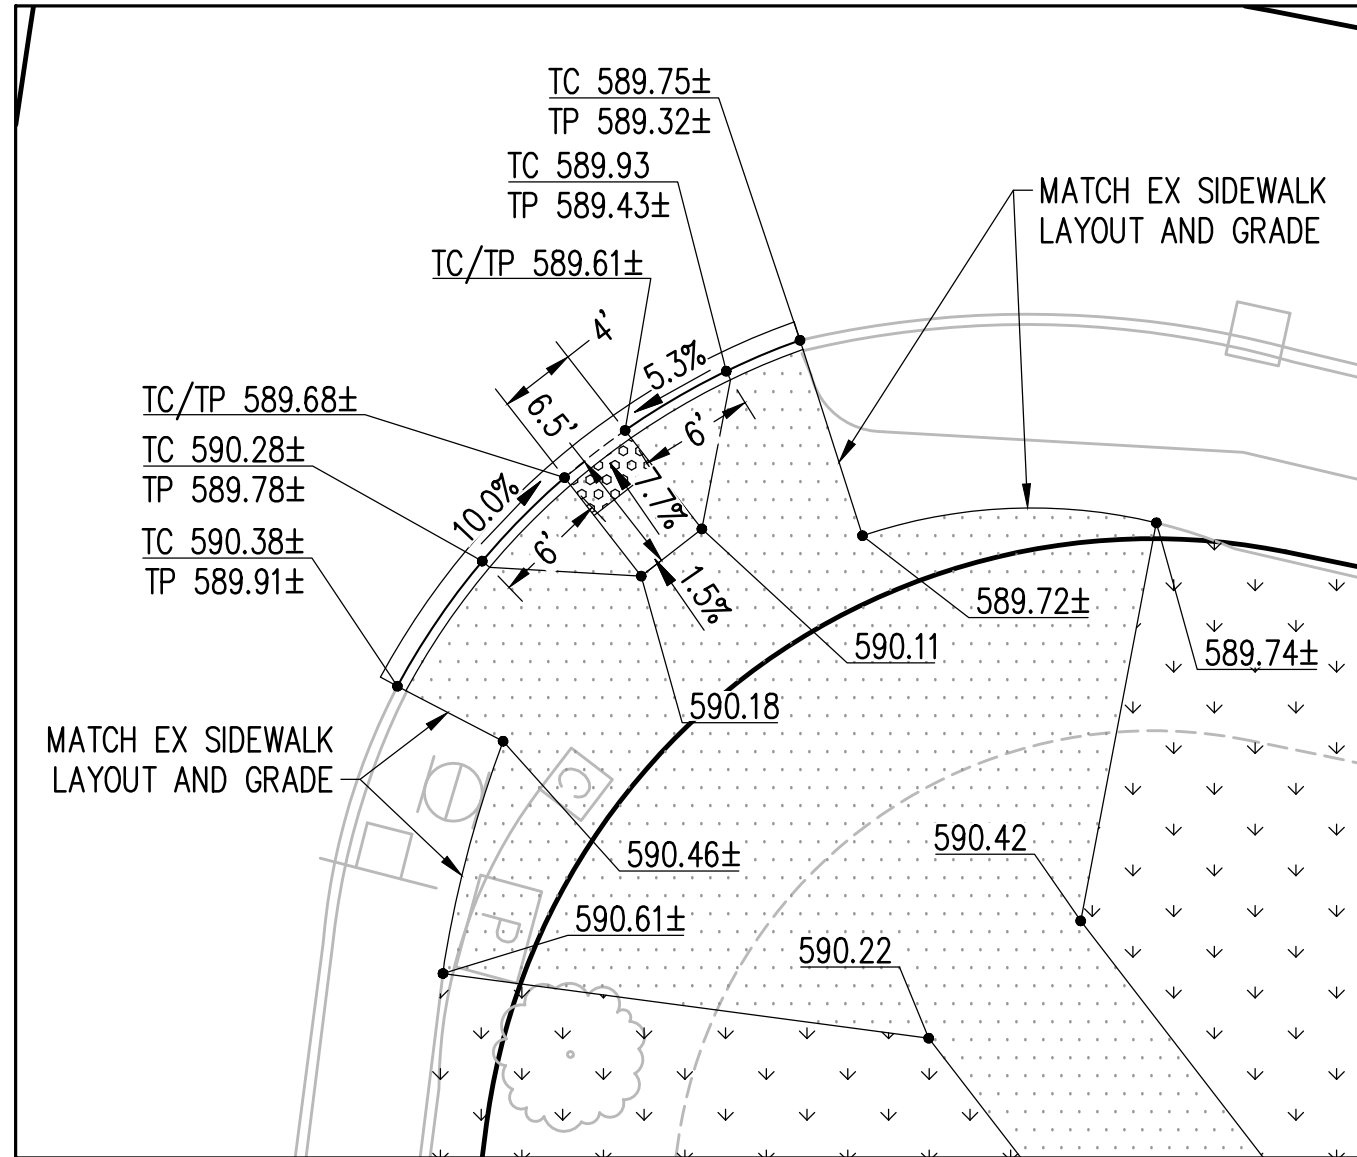 TC 589.75±
TP 589.32±
TC 589.93
TP 589.43±
MATCH EX SIDEWALK
LAYOUT AND GRADE
TC/TP 589.61±
4'
5.3%
6.5'
6'
TC/TP 589.68±
TC 590.28±
TP 589.78±
10.0%
7.7%
6'
TC 590.38±
TP 589.91±
1.5%
589.72±
590.11
589.74±
590.18
MATCH EX SIDEWALK
LAYOUT AND GRADE
C
590.46±
590.42
P
590.61±
590.22